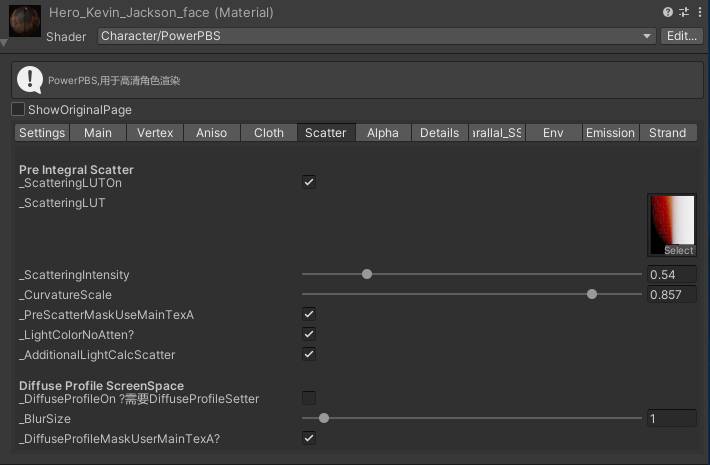 Hero_Kevin_Jackson_face (Material)
Shader Character/PowerPBS Edit...
PowerPBS,用于高清角色渲染
ShowOriginalPage
Settings Main Vertex Aniso Cloth Scatter Alpha Details arallal_SS Env Emission Strand
Pre Integral Scatter
_ScatteringLUTOn
_ScatteringLUT
Select
_ScatteringIntensity 0.54
_CurvatureScale 0.857
_PreScatterMaskUseMainTexA
_LightColorNoAtten?
_AdditionalLightCalcScatter
Diffuse Profile ScreenSpace
_DiffuseProfileOn ?需要DiffuseProfileSetter
_BlurSize 1
_DiffuseProfileMaskUserMainTexA?